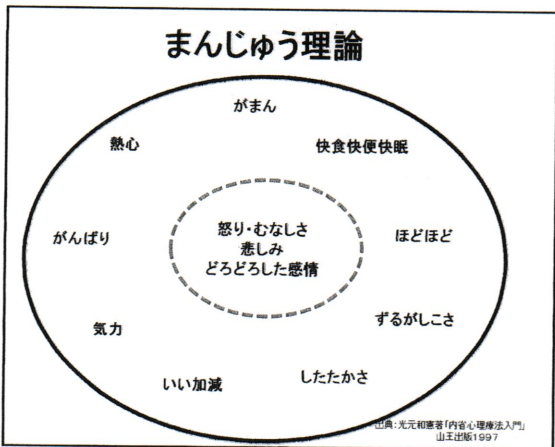 まんじゅう理論
がまん
熱心
快食快便快眠
がんばり
怒り・むなしさ
悲しみ
どろどろした感情
ほどほど
気力
ずるがしこさ
いい加減
したたかさ
出典:光元和憲著「内省心理療法入門」
山王出版1997